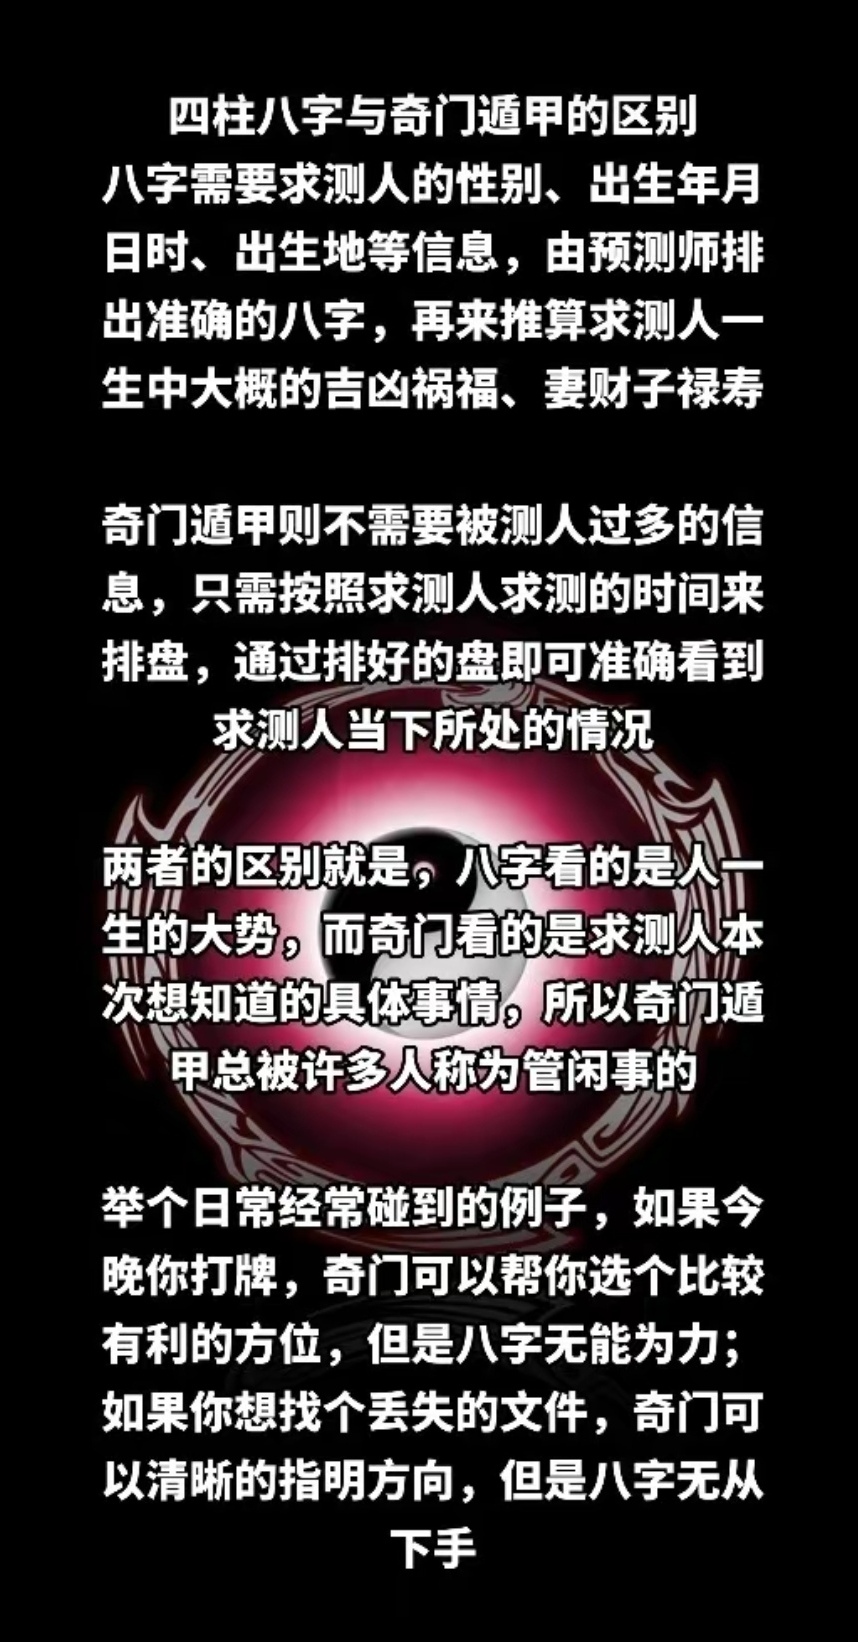 四柱八字与奇门遁甲的区别
八字需要求测人的性别、出生年月
日时、出生地等信息，由预测师排
出准确的八字，再来推算求测人一
生中大概的吉凶祸福、妻财子禄寿
奇门遁甲则不需要被测人过多的信
息，只需按照求测人求测的时间来
排盘，通过排好的盘即可准确看到
求测人当下所处的情况
两者的区别就是，八字看的是人一
生的大势，而奇门看的是求测人本
次想知道的具体事情，所以奇门遁
甲总被许多人称为管闲事的
举个日常经常碰到的例子，如果今
晚你打牌，奇门可以帮你选个比较
有利的方位，但是八字无能为力；
如果你想找个丢失的文件，奇门可
以清晰的指明方向，但是八字无从
下手